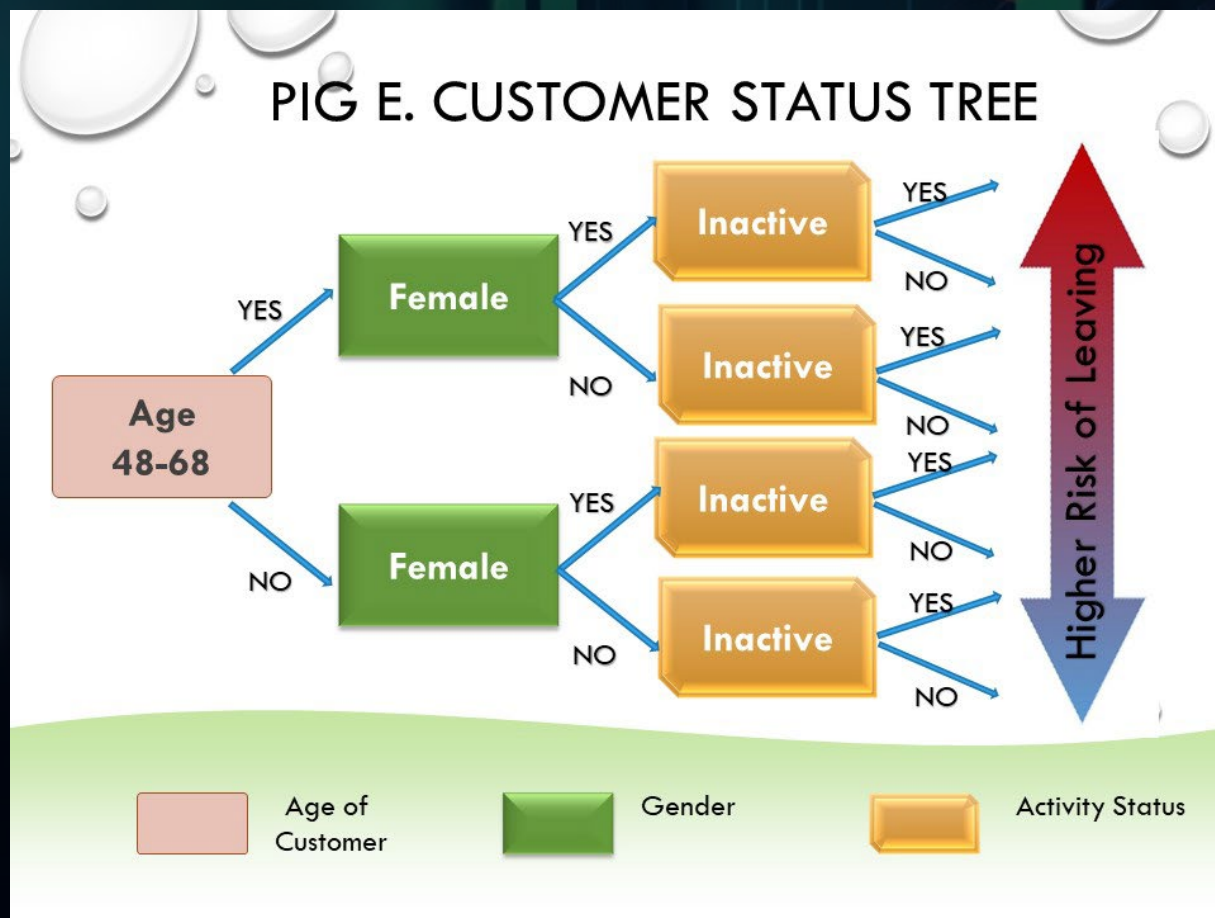 PIG E. CUSTOMER STATUS TREE
Age
48-68
YES
NO
Female
YES
NO
Female
YES
NO
Inactive
YES
NO
Inactive
YES
NO
Inactive
YES
NO
Inactive
YES
NO
Higher Risk of Leaving
Age of
Customer
Gender
Activity Status